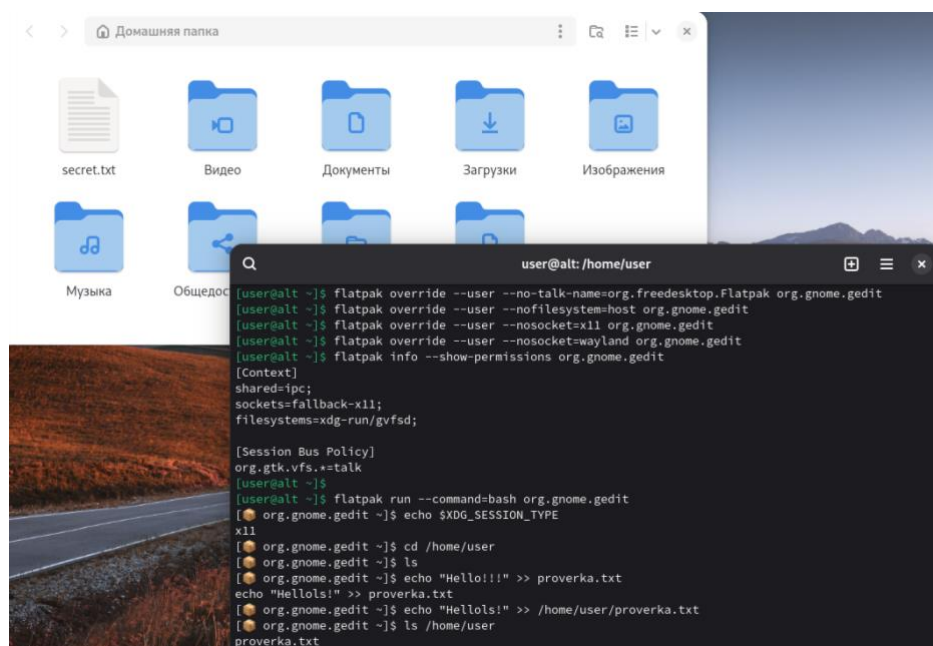 Домашняя папка
secret.txt
Видео
Документы
Загрузки
Изображения
Музыка
Общедос
user@alt: /home/user
[user@alt ~]$ flatpak override --user --no-talk-name=org.freedesktop.Flatpak org.gnome.gedit
[user@alt ~]$ flatpak override --user --nofilesystem=host org.gnome.gedit
[user@alt ~]$ flatpak override --user --nosocket=x11 org.gnome.gedit
[user@alt ~]$ flatpak override --user --nosocket=wayland org.gnome.gedit
[user@alt ~]$ flatpak info --show-permissions org.gnome.gedit
[Context]
shared=ipc;
sockets=fallback-x11;
filesystems=xdg-run/gvfsd;
[Session Bus Policy]
org.gtk.vfs.*=talk
[user@alt ~]$
[user@alt ~]$ flatpak run --command=bash org.gnome.gedit
[📦 org.gnome.gedit ~]$ echo $XDG_SESSION_TYPE
x11
[📦 org.gnome.gedit ~]$ cd /home/user
[📦 org.gnome.gedit ~]$ ls
[📦 org.gnome.gedit ~]$ echo "Hello!!!" >> proverka.txt
echo "Hellols!" >> proverka.txt
[📦 org.gnome.gedit ~]$ echo "Hellols!" >> /home/user/proverka.txt
[📦 org.gnome.gedit ~]$ ls /home/user
proverka.txt